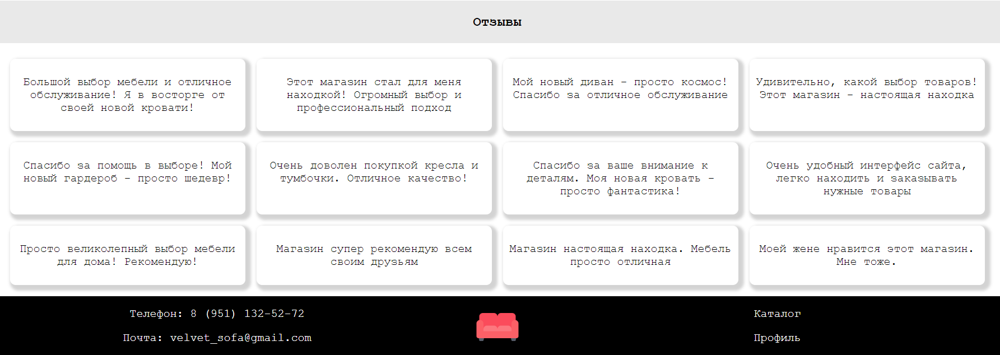 Отзывы
Большой выбор мебели и отличное
обслуживание! Я в восторге от
своей новой кровати!
Этот магазин стал для меня
находкой! Огромный выбор и
профессиональный подход
Мой новый диван - просто космос!
Спасибо за отличное обслуживание
Удивительно, какой выбор товаров!
Этот магазин - настоящая находка
Спасибо за помощь в выборе! Мой
новый гардероб - просто шедевр!
Очень доволен покупкой кресла и
тумбочки. Отличное качество!
Спасибо за ваше внимание к
деталям. Моя новая кровать -
просто фантастика!
Очень удобный интерфейс сайта,
легко находить и заказывать
нужные товары
Просто великолепный выбор мебели
для дома! Рекомендую!
Магазин супер рекомендую всем
своим друзьям
Магазин настоящая находка. Мебель
просто отличная
Моей жене нравится этот магазин.
Мне тоже.
Телефон: 8 (951) 132-52-72
Почта: velvet_sofa@gmail.com
Каталог
Профиль